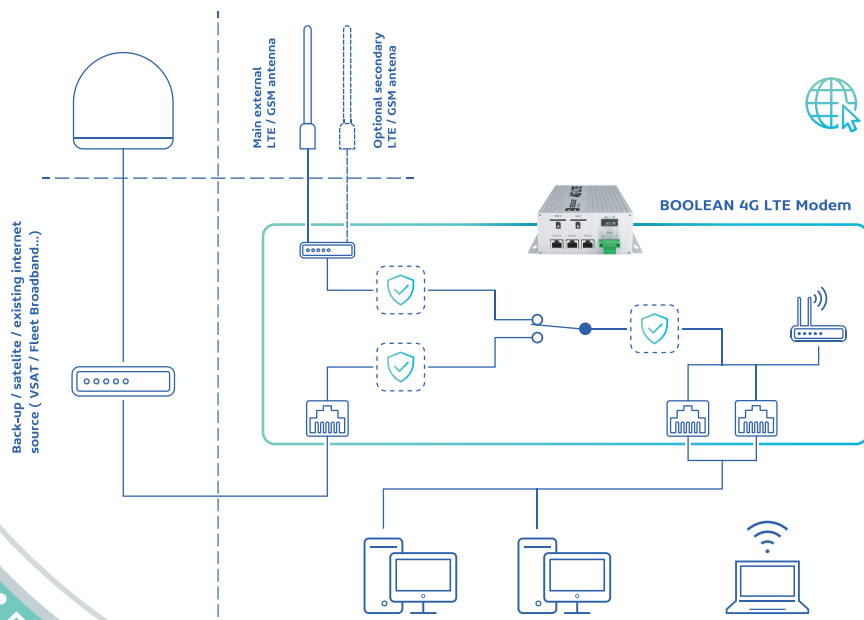 Main external
LTE / GSM antenna
Optional secondary
LTE / GSM antena
Back-up / satelite / existing internet
source ( VSAT / Fleet Broadband...)
BOOLEAN 4G LTE Modem